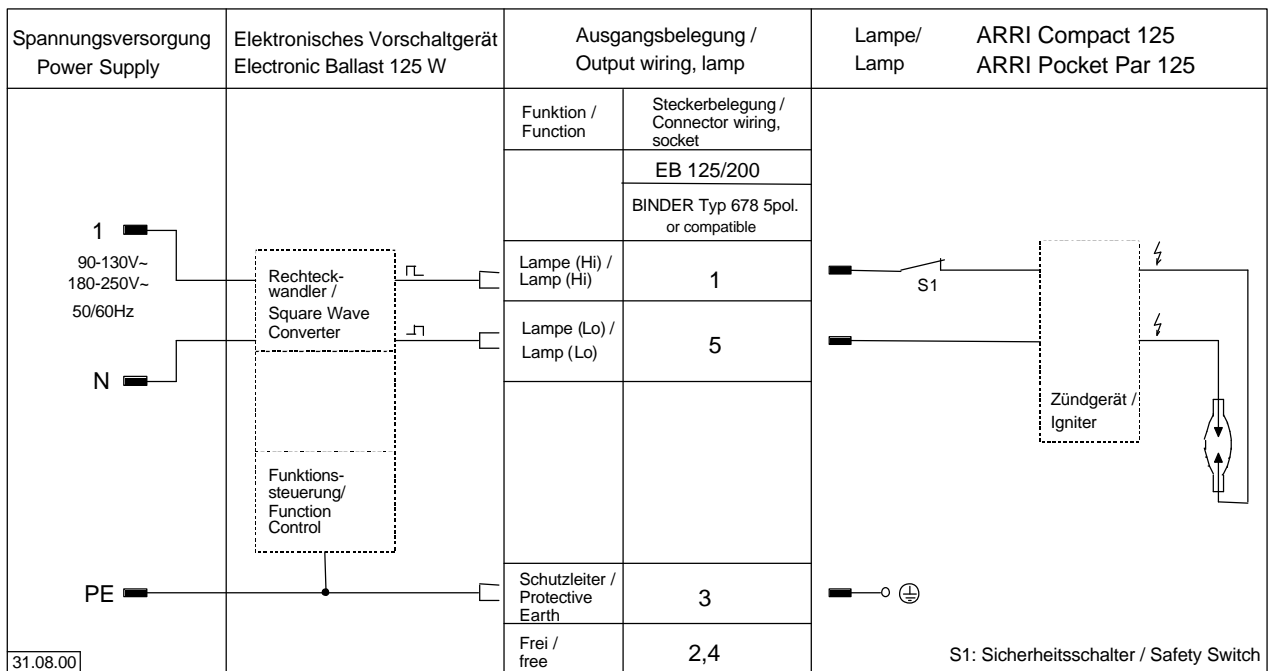 Spannungsversorgung
Power Supply
Elektronisches Vorschaltgerät
Electronic Ballast 125 W
Ausgangsbelegung /
Output wiring, lamp
Lampe/
Lamp
ARRI Compact 125
ARRI Pocket Par 125
Funktion /
Function
Steckerbelegung /
Connector wiring,
socket
EB 125/200
BINDER Typ 678 5pol.
or compatible
1
90-130V~
180-250V~
50/60Hz
N
PE
Rechteck-
wandler /
Square Wave
Converter
Funktions-
steuerung/
Function
Control
Lampe (Hi) /
Lamp (Hi)
1
Lampe (Lo) /
Lamp (Lo)
5
Schutzleiter /
Protective
Earth
3
Frei /
free
2,4
S1
Zündgerät /
Igniter
S1: Sicherheitsschalter / Safety Switch
31.08.00